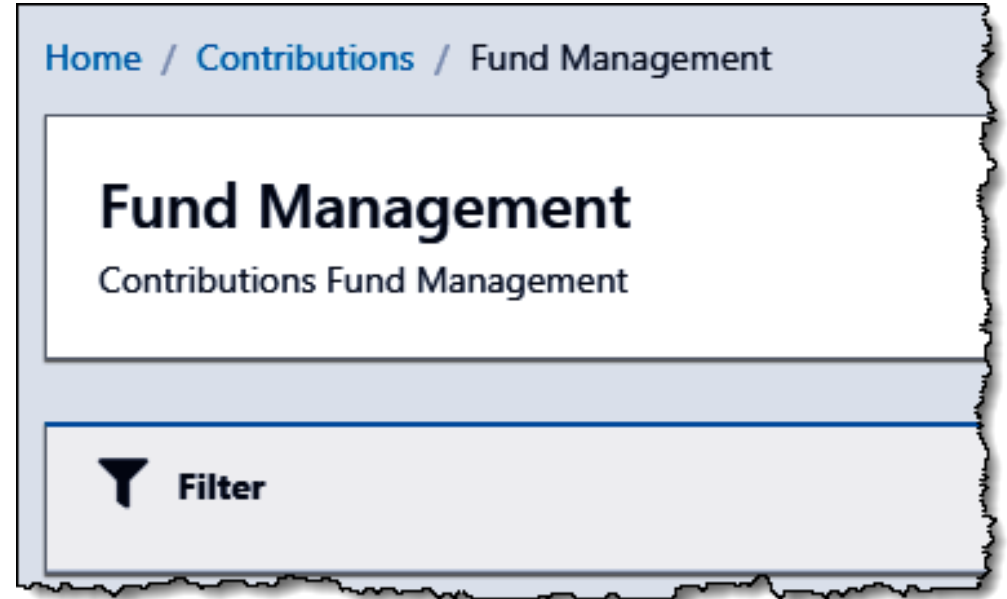 Home / Contributions / Fund Management
Fund Management
Contributions Fund Management
Filter